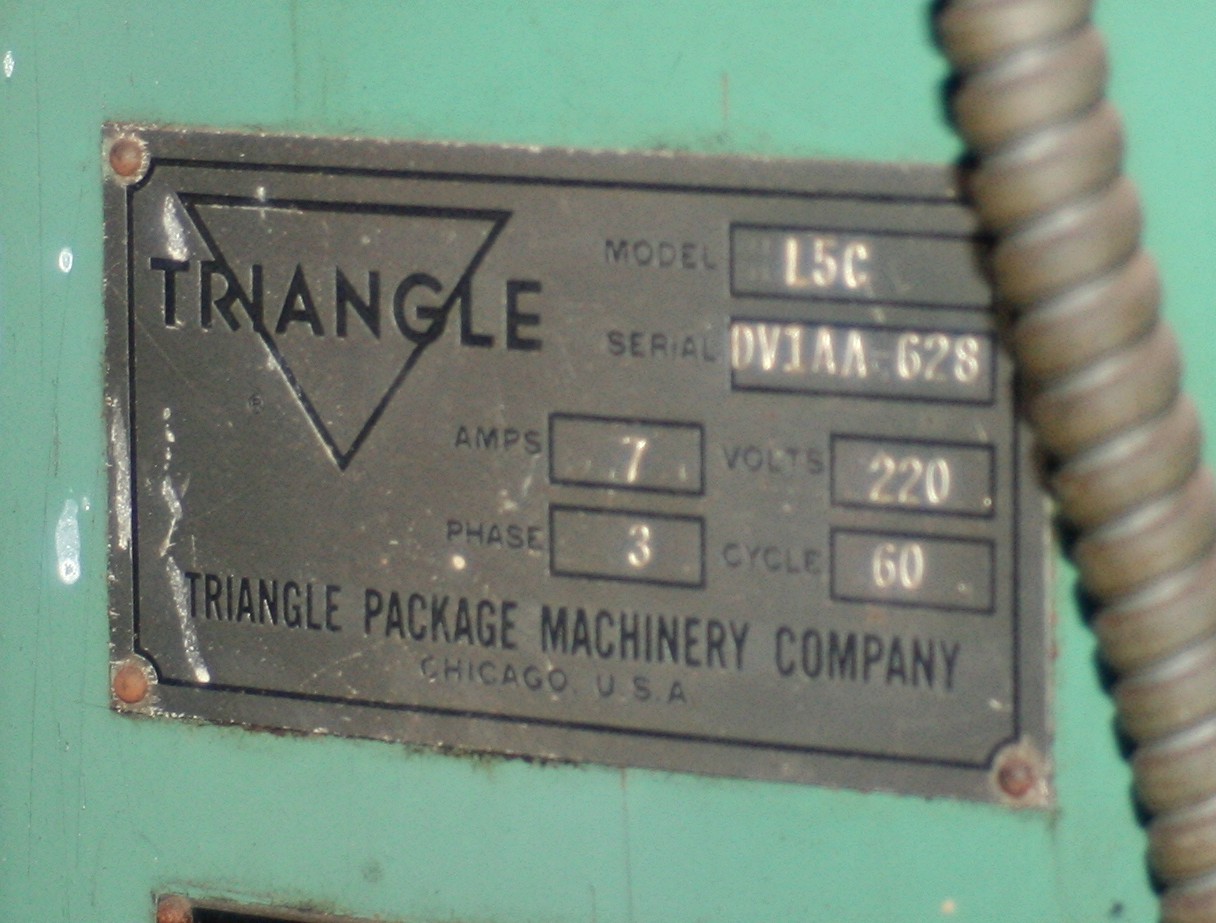 TRIANGLE
®
MODEL L5C
SERIAL DV1AA-628
AMPS 7 VOLTS 220
PHASE 3 CYCLE 60
TRIANGLE PACKAGE MACHINERY COMPANY
CHICAGO, U.S.A